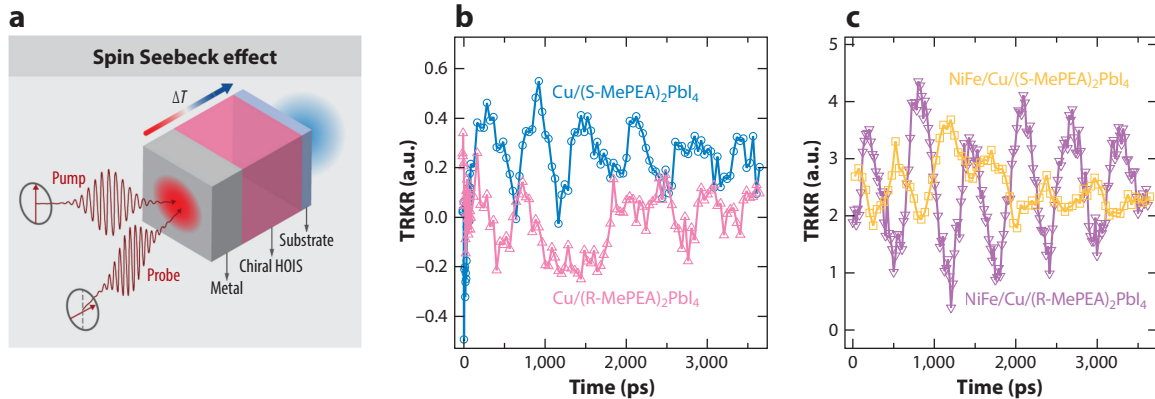 a
Spin Seebeck effect
ΔT
Pump
Probe
Substrate
Chiral HOIS
Metal
b
TRKR (a.u.)
0.6
0.4
0.2
0.0
−0.2
−0.4
Cu/(S-MePEA)₂PbI₄
Cu/(R-MePEA)₂PbI₄
0
1,000
2,000
3,000
Time (ps)
c
TRKR (a.u.)
5
4
3
2
1
0
NiFe/Cu/(S-MePEA)₂PbI₄
NiFe/Cu/(R-MePEA)₂PbI₄
0
1,000
2,000
3,000
Time (ps)